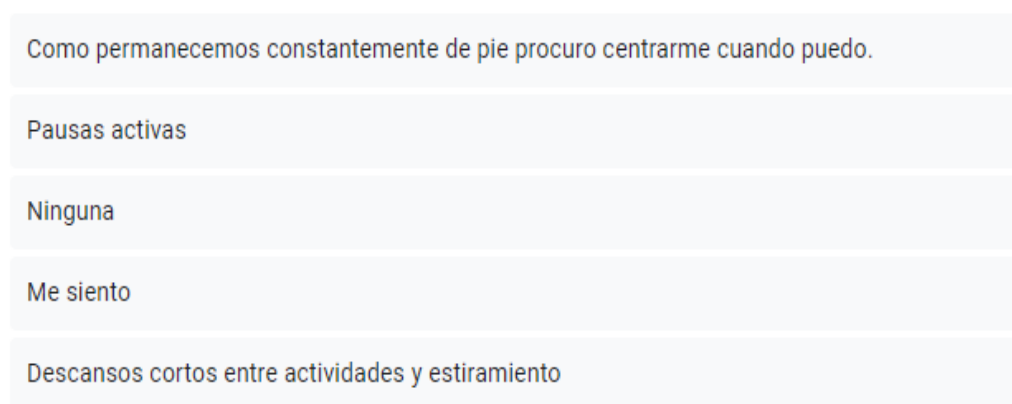 Como permanecemos constantemente de pie procuro centrarme cuando puedo.
Pausas activas
Ninguna
Me siento
Descansos cortos entre actividades y estiramiento